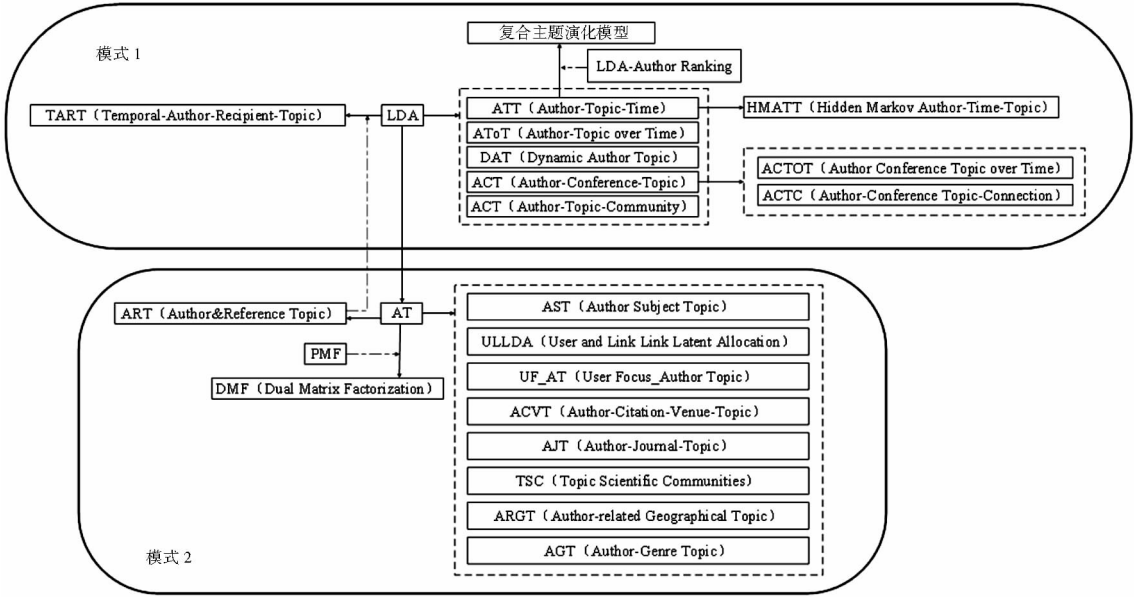 复合主题演化模型
模式 1
LDA-Author Ranking
TART（Temporal-Author-Recipient-Topic）
LDA
ATT（Author-Topic-Time）
HMATT（Hidden Markov Author-Time-Topic）
AToT（Author-Topic over Time）
DAT（Dynamic Author Topic）
ACT（Author-Conference-Topic）
ACT（Author-Topic-Community）
ACTOT（Author Conference Topic over Time）
ACTC（Author-Conference Topic-Connection）
ART（Author&Reference Topic）
AT
PMF
DMF（Dual Matrix Factorization）
AST（Author Subject Topic）
ULLDA（User and Link Link Latent Allocation）
UF_AT（User Focus_Author Topic）
ACVT（Author-Citation-Venue-Topic）
AJT（Author-Journal-Topic）
TSC（Topic Scientific Communities）
ARGT（Author-related Geographical Topic）
AGT（Author-Genre Topic）
模式 2